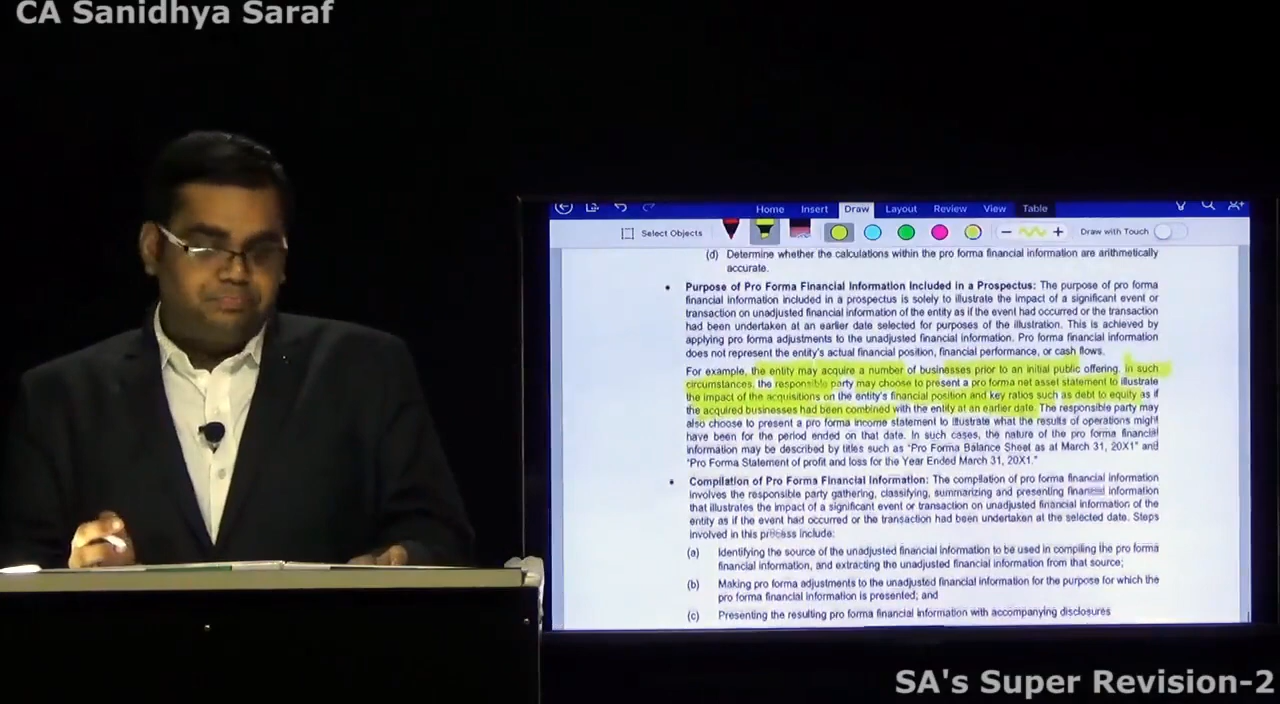 CA Sanidhya Saraf
Home Insert Draw Layout Review View Table
Select Objects
Draw with Touch
(d) Determine whether the calculations within the pro forma financial information are arithmetically
accurate.
• Purpose of Pro Forma Financial Information Included in a Prospectus: The purpose of pro forma
financial information included in a prospectus is solely to illustrate the impact of a significant event or
transaction on unadjusted financial information of the entity as if the event had occurred or the transaction
had been undertaken at an earlier date selected for purposes of the illustration. This is achieved by
applying pro forma adjustments to the unadjusted financial information. Pro forma financial information
does not represent the entity's actual financial position, financial performance, or cash flows.
For example, the entity may acquire a number of businesses prior to an initial public offering. In such
circumstances, the responsible party may choose to present a pro forma net asset statement to illustrate
the impact of the acquisitions on the entity's financial position and key ratios such as debt to equity as if
the acquired businesses had been combined with the entity at an earlier date. The responsible party may
also choose to present a pro forma income statement to illustrate what the results of operations might
have been for the period ended on that date. In such cases, the nature of the pro forma financial
information may be described by titles such as "Pro Forma Balance Sheet as at March 31, 20X1" and
"Pro Forma Statement of profit and loss for the Year Ended March 31, 20X1."
• Compilation of Pro Forma Financial Information: The compilation of pro forma financial information
involves the responsible party gathering, classifying, summarizing and presenting financial information
that illustrates the impact of a significant event or transaction on unadjusted financial information of the
entity as if the event had occurred or the transaction had been undertaken at the selected date. Steps
involved in this process include:
(a) Identifying the source of the unadjusted financial information to be used in compiling the pro forma
financial information, and extracting the unadjusted financial information from that source;
(b) Making pro forma adjustments to the unadjusted financial information for the purpose for which the
pro forma financial information is presented; and
(c) Presenting the resulting pro forma financial information with accompanying disclosures
SA's Super Revision-2